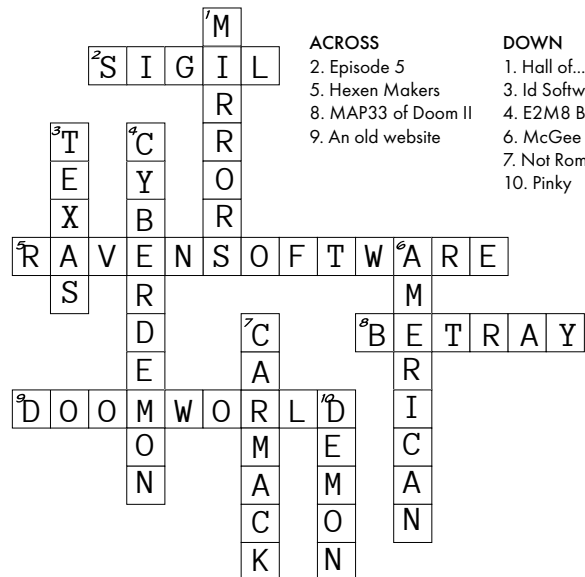 ACROSS
2. Episode 5
5. Hexen Makers
8. MAP33 of Doom II
9. An old website
DOWN
1. Hall of...
3. Id Softw
4. E2M8 B
6. McGee
7. Not Rom
10. Pinky
1 MIRRORS
2 SIGIL
3 TEXAS
4 CYBERDEMON
5 RAVENSOFTWARE
6 AMERICAN
7 CARMACK
8 BETRAY
9 DOOMWORLD
10 DEMON